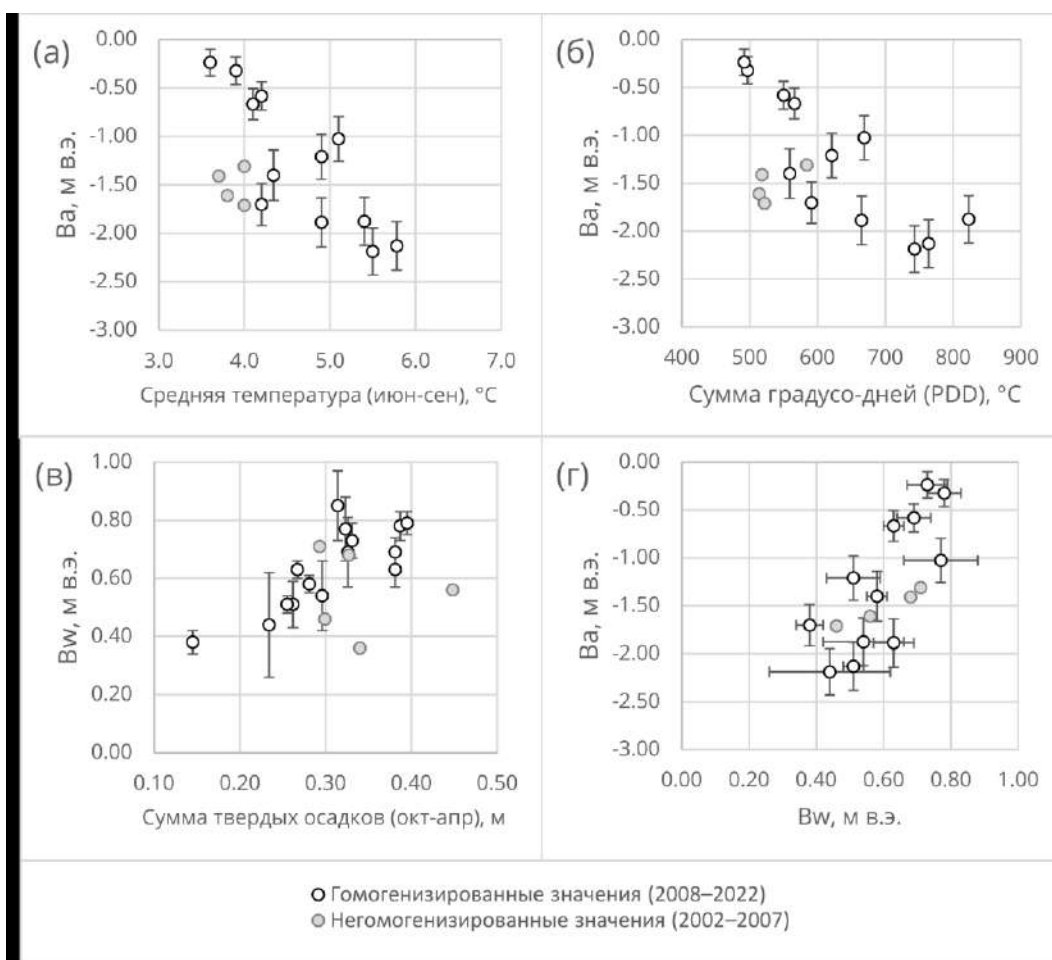 (а)
Ba, м в.э.
0.00
-0.50
-1.00
-1.50
-2.00
-2.50
-3.00
3.0 4.0 5.0 6.0 7.0
Средняя температура (июн-сен), °C
(б)
Ba, м в.э.
0.00
-0.50
-1.00
-1.50
-2.00
-2.50
-3.00
400 500 600 700 800 900
Сумма градусо-дней (PDD), °C
(в)
Bw, м в.э.
1.00
0.80
0.60
0.40
0.20
0.00
0.10 0.20 0.30 0.40 0.50
Сумма твердых осадков (окт-апр), м
(г)
Ba, м в.э.
0.00
-0.50
-1.00
-1.50
-2.00
-2.50
-3.00
0.00 0.20 0.40 0.60 0.80 1.00
Bw, м в.э.
Гомогенизированные значения (2008–2022)
Негомогенизированные значения (2002–2007)